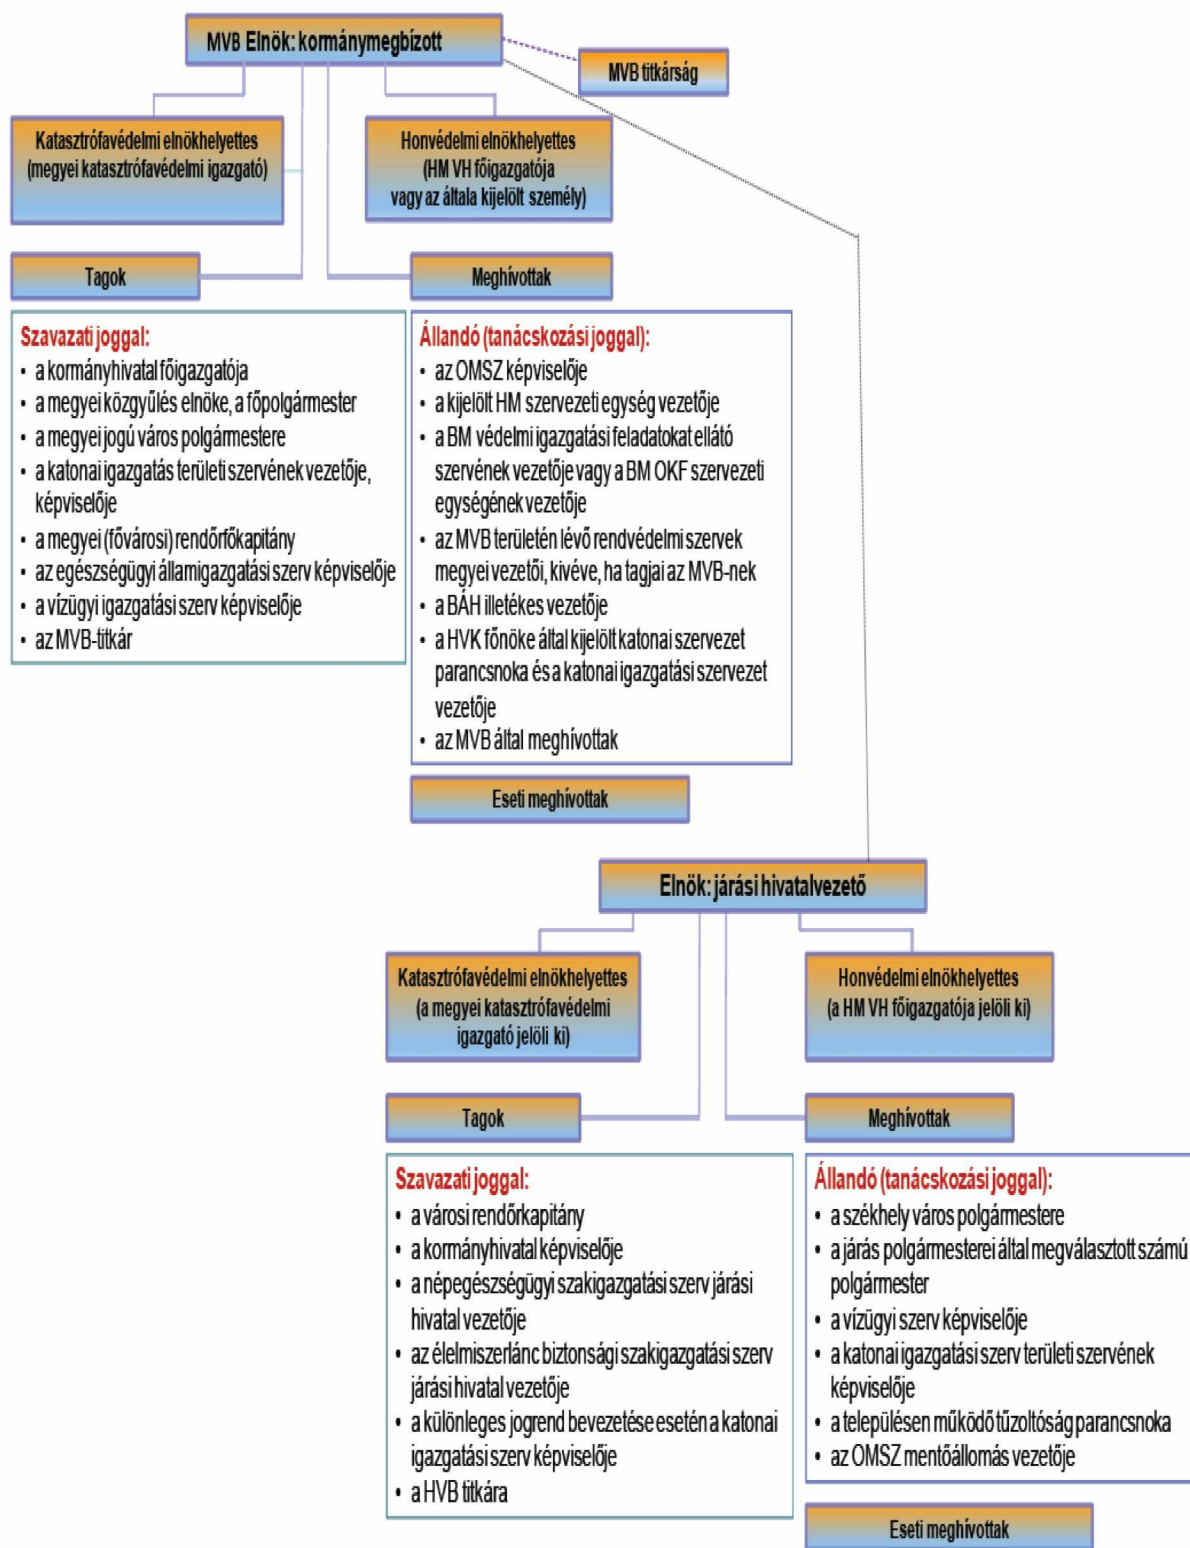 MVB Elnök: kormánymegbízott
MVB titkárság
Katasztrófavédelmi elnökhelyettes
(megyei katasztrófavédelmi igazgató)
Honvédelmi elnökhelyettes
(HM VH főigazgatója
vagy az általa kijelölt személy)
Tagok
Meghívottak
Szavazati joggal:
• a kormányhivatal főigazgatója
• a megyei közgyűlés elnöke, a főpolgármester
• a megyei jogú város polgármestere
• a katonai igazgatás területi szervének vezetője,
képviselője
• a megyei (fővárosi) rendőrfőkapitány
• az egészségügyi államigazgatási szerv képviselője
• a vízügyi igazgatási szerv képviselője
• az MVB-titkár
Állandó (tanácskozási joggal):
• az OMSZ képviselője
• a kijelölt HM szervezeti egység vezetője
• a BM védelmi igazgatási feladatokat ellátó
szervének vezetője vagy a BM OKF szervezeti
egységének vezetője
• az MVB területén lévő rendvédelmi szervek
megyei vezetői, kivéve, ha tagjai az MVB-nek
• a BÁH illetékes vezetője
• a HVK főnöke által kijelölt katonai szervezet
parancsnoka és a katonai igazgatási szervezet
vezetője
• az MVB által meghívottak
Eseti meghívottak
Elnök: járási hivatalvezető
Katasztrófavédelmi elnökhelyettes
(a megyei katasztrófavédelmi
igazgató jelöli ki)
Honvédelmi elnökhelyettes
(a HM VH főigazgatója jelöli ki)
Tagok
Meghívottak
Szavazati joggal:
• a városi rendőrkapitány
• a kormányhivatal képviselője
• a népegészségügyi szakigazgatási szerv járási
hivatal vezetője
• az élelmiszerlánc biztonsági szakigazgatási szerv
járási hivatal vezetője
• a különleges jogrend bevezetése esetén a katonai
igazgatási szerv képviselője
• a HVB titkára
Állandó (tanácskozási joggal):
• a székhely város polgármestere
• a járás polgármesterei által megválasztott számú
polgármester
• a vízügyi szerv képviselője
• a katonai igazgatási szerv területi szervének
képviselője
• a településen működő tűzoltóság parancsnoka
• az OMSZ mentőállomás vezetője
Eseti meghívottak